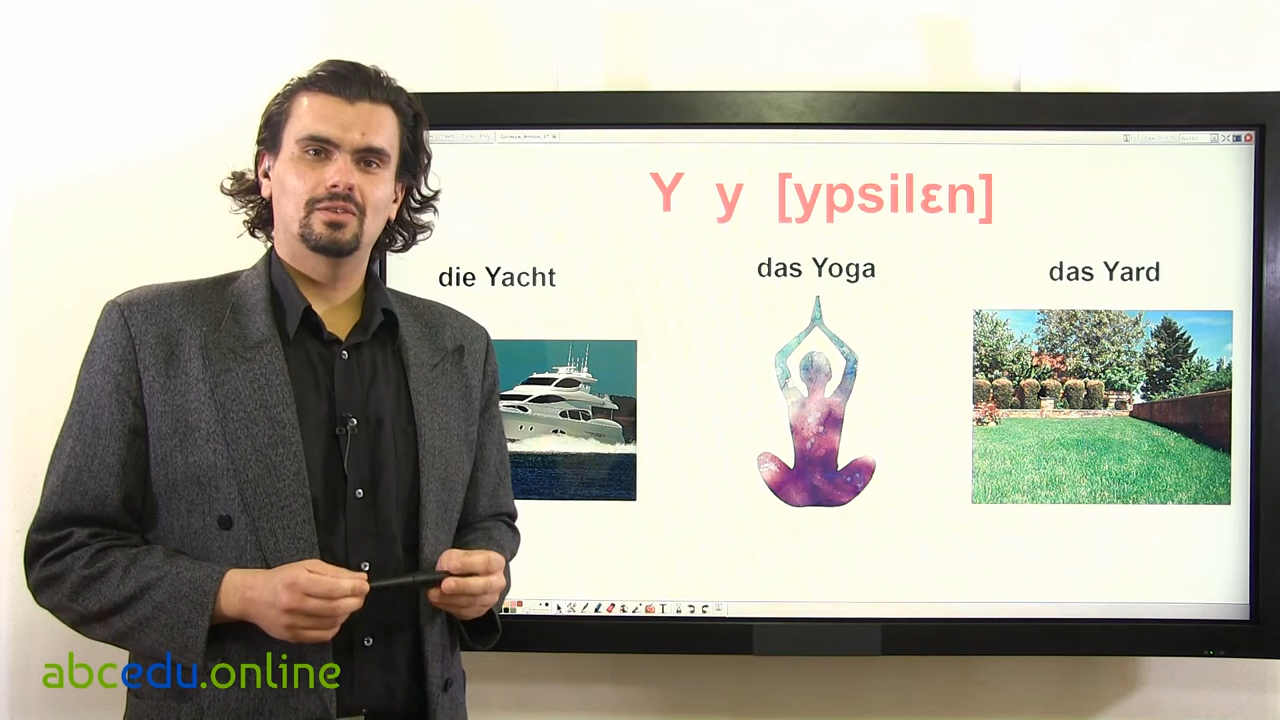 Y y [ypsilɛn]
die Yacht
das Yoga
das Yard
abcedu.online